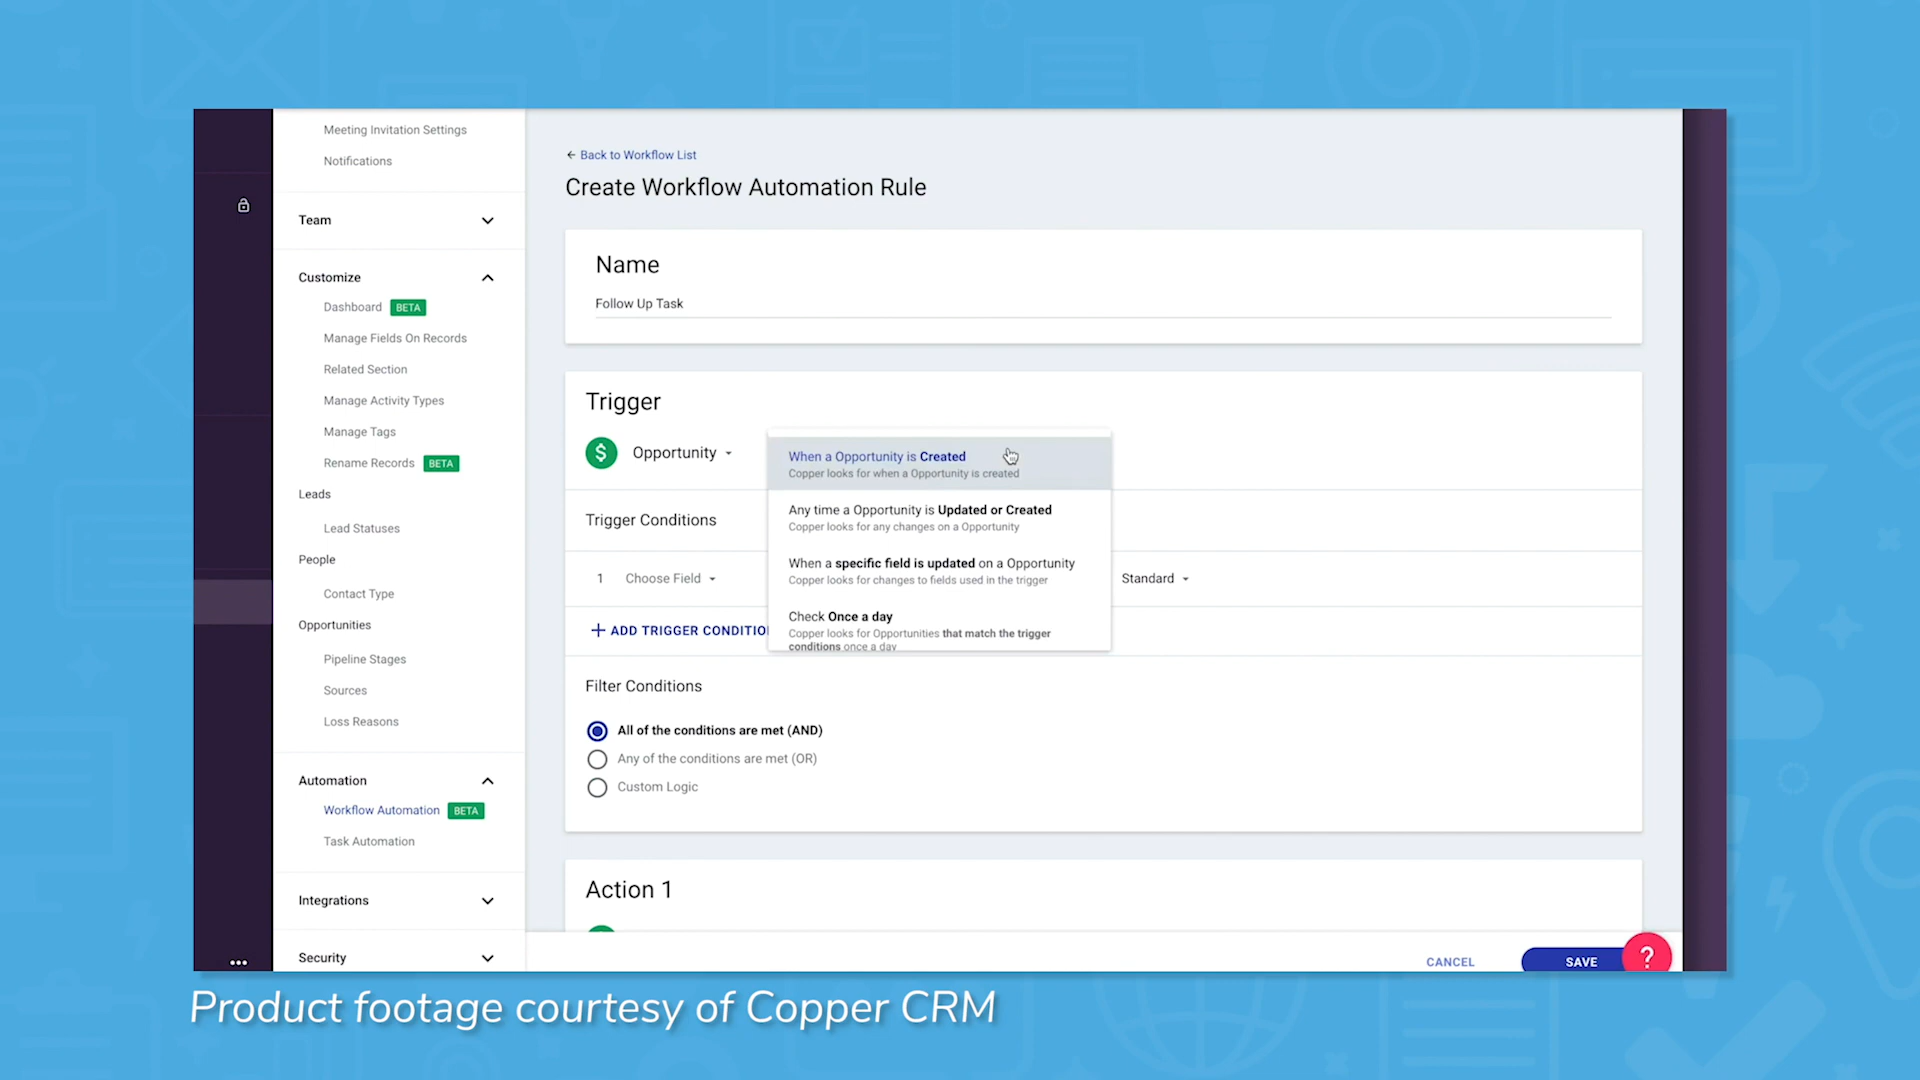 Meeting Invitation Settings
Notifications
Team
Customize
Dashboard BETA
Manage Fields On Records
Related Section
Manage Activity Types
Manage Tags
Rename Records BETA
Leads
Lead Statuses
People
Contact Type
Opportunities
Pipeline Stages
Sources
Loss Reasons
Automation
Workflow Automation BETA
Task Automation
Integrations
Security
Back to Workflow List
Create Workflow Automation Rule
Name
Follow Up Task
Trigger
$ Opportunity
When a Opportunity is Created
Copper looks for when a Opportunity is created
Any time a Opportunity is Updated or Created
Copper looks for any changes on a Opportunity
When a specific field is updated on a Opportunity
Copper looks for changes to fields used in the trigger
Check Once a day
Copper looks for Opportunities that match the trigger
conditions once a day
Trigger Conditions
1 Choose Field
Standard
+ ADD TRIGGER CONDITIO
Filter Conditions
All of the conditions are met (AND)
Any of the conditions are met (OR)
Custom Logic
Action 1
CANCEL
SAVE
?
Product footage courtesy of Copper CRM